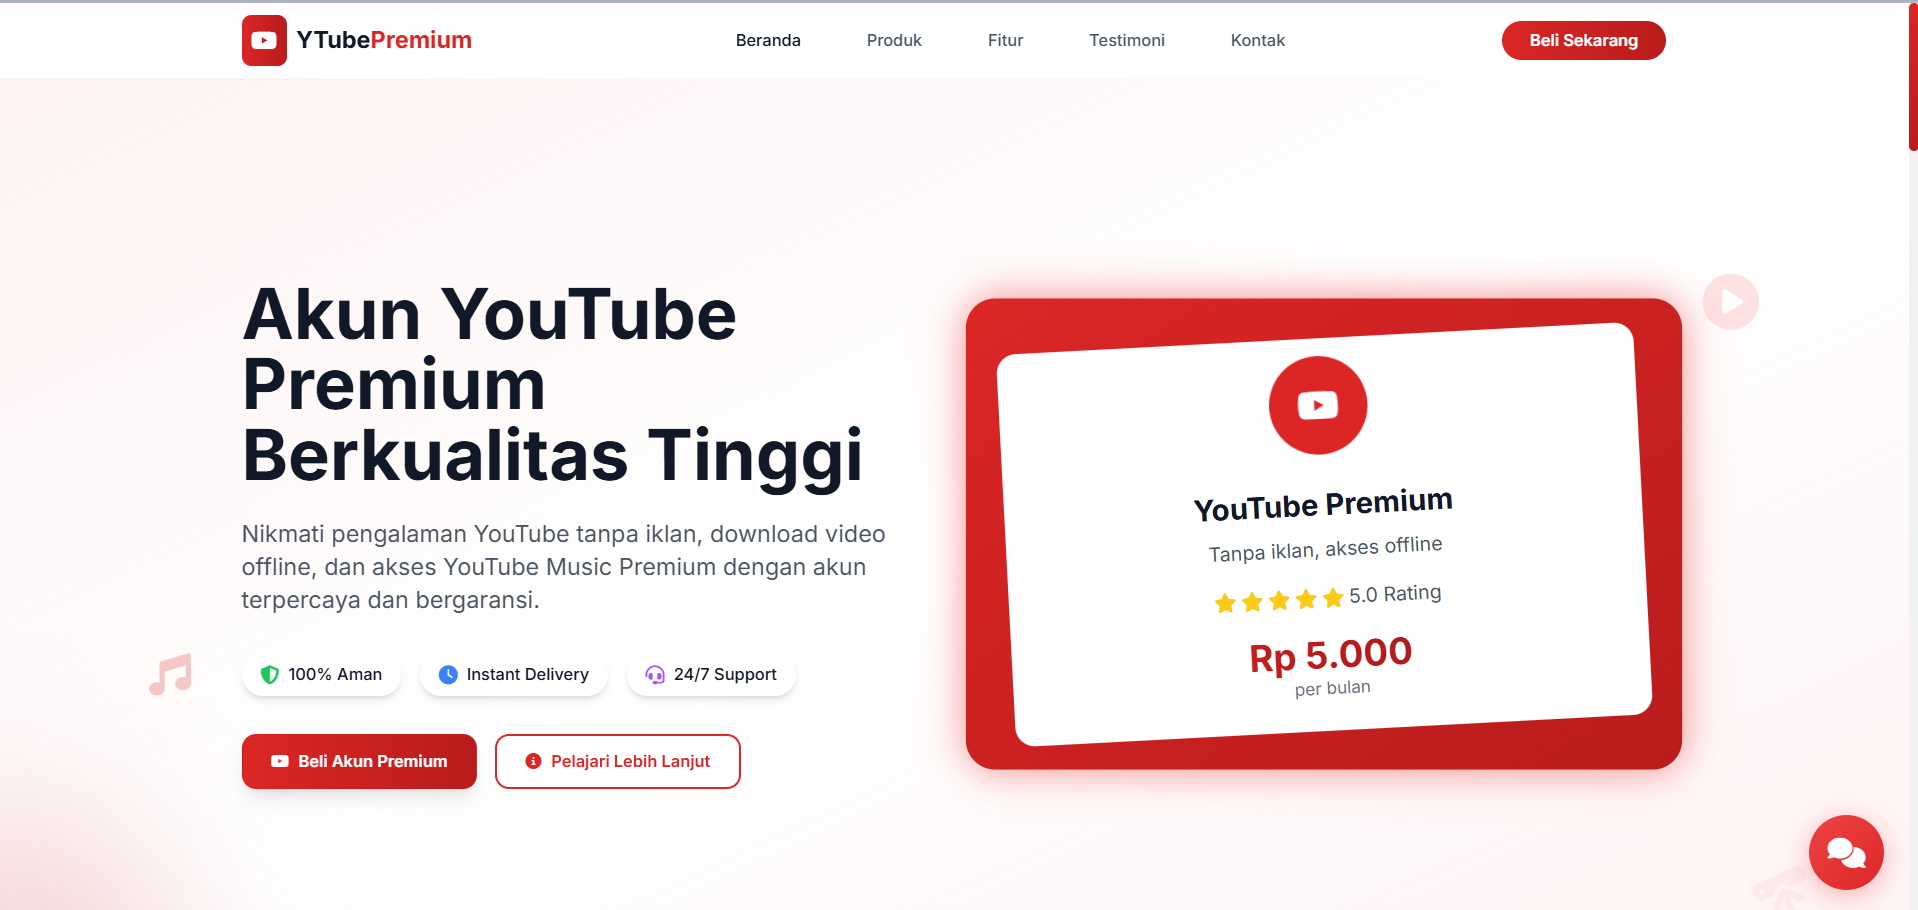 YTubePremium
Beranda
Produk
Fitur
Testimoni
Kontak
Beli Sekarang
Akun YouTube
Premium
Berkualitas Tinggi
Nikmati pengalaman YouTube tanpa iklan, download video
offline, dan akses YouTube Music Premium dengan akun
terpercaya dan bergaransi.
100% Aman
Instant Delivery
24/7 Support
Beli Akun Premium
Pelajari Lebih Lanjut
YouTube Premium
Tanpa iklan, akses offline
5.0 Rating
Rp 5.000
per bulan